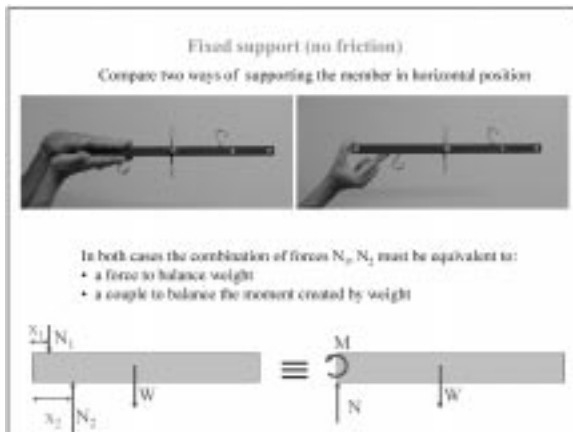 Fixed support (no friction)
Compare two ways of supporting the member in horizontal position
In both cases the combination of forces N₁, N₂ must be equivalent to:
• a force to balance weight
• a couple to balance the moment created by weight
x₁ N₁ M
W W
x₂ N₂ N